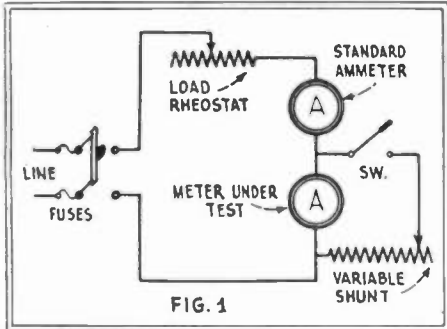 STANDARD
AMMETER
LOAD
RHEOSTAT
A
LINE
FUSES
SW.
METER UNDER
TEST
A
VARIABLE
SHUNT
FIG. 1